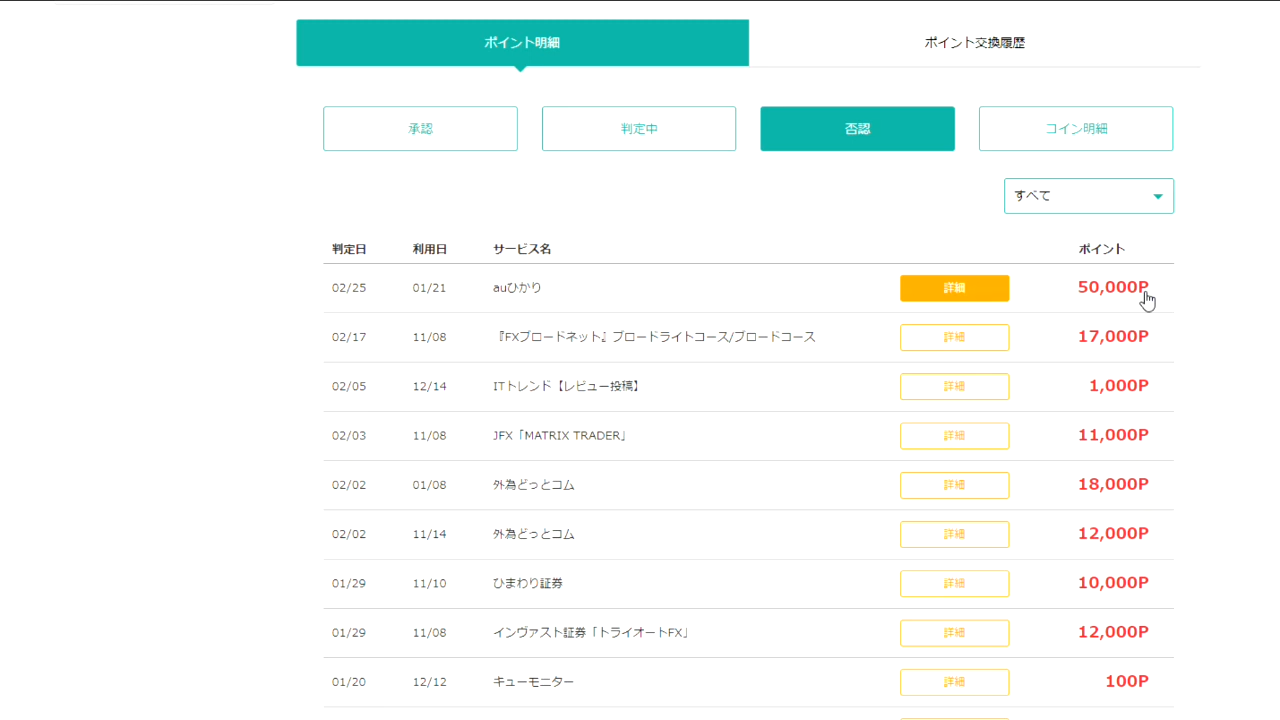 ポイント明細 ポイント交換履歴
承認 判定中 否認 コイン明細
すべて
判定日 利用日 サービス名 ポイント
02/25 01/21 auひかり 詳細 50,000P
02/17 11/08 『FXブロードネット』ブロードライトコース/ブロードコース 詳細 17,000P
02/05 12/14 ITトレンド【レビュー投稿】 詳細 1,000P
02/03 11/08 JFX「MATRIX TRADER」 詳細 11,000P
02/02 01/08 外為どっとコム 詳細 18,000P
02/02 11/14 外為どっとコム 詳細 12,000P
01/29 11/10 ひまわり証券 詳細 10,000P
01/29 11/08 インヴァスト証券「トライオートFX」 詳細 12,000P
01/20 12/12 キューモニター 詳細 100P